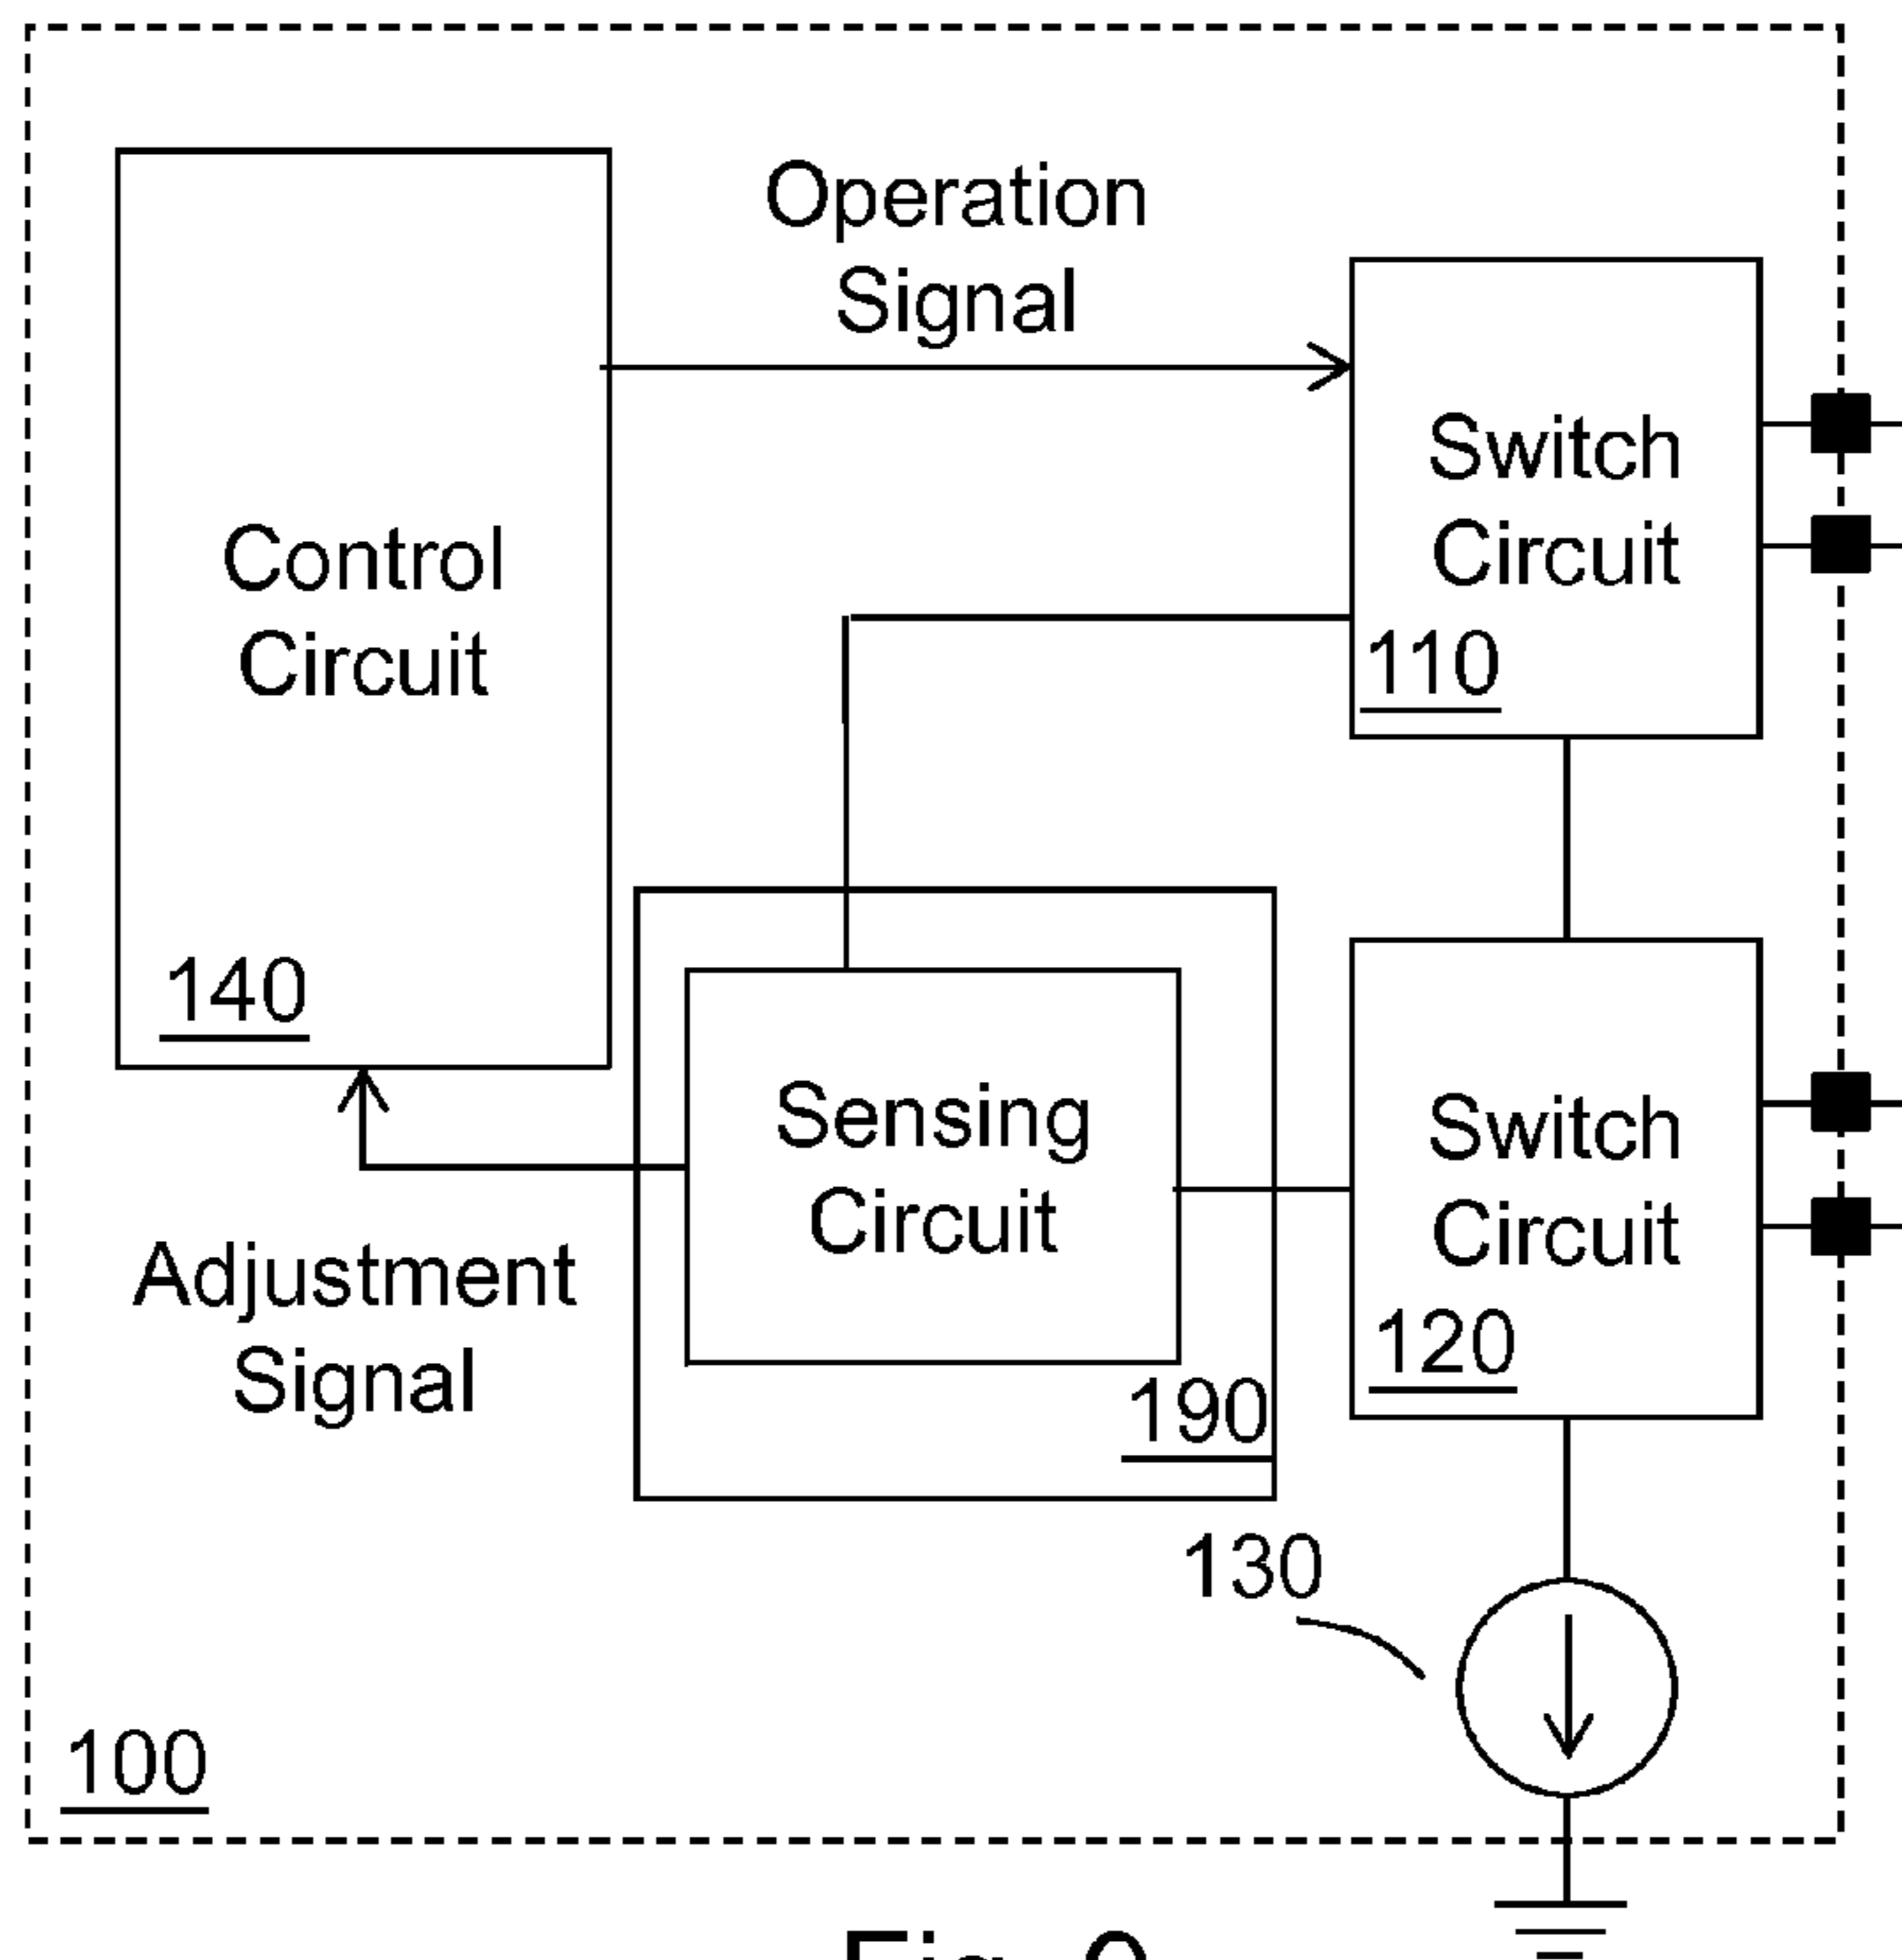 Operation
Signal
Control
Circuit
140
Switch
Circuit
110
Sensing
Circuit
190
Switch
Circuit
120
Adjustment
Signal
130
100